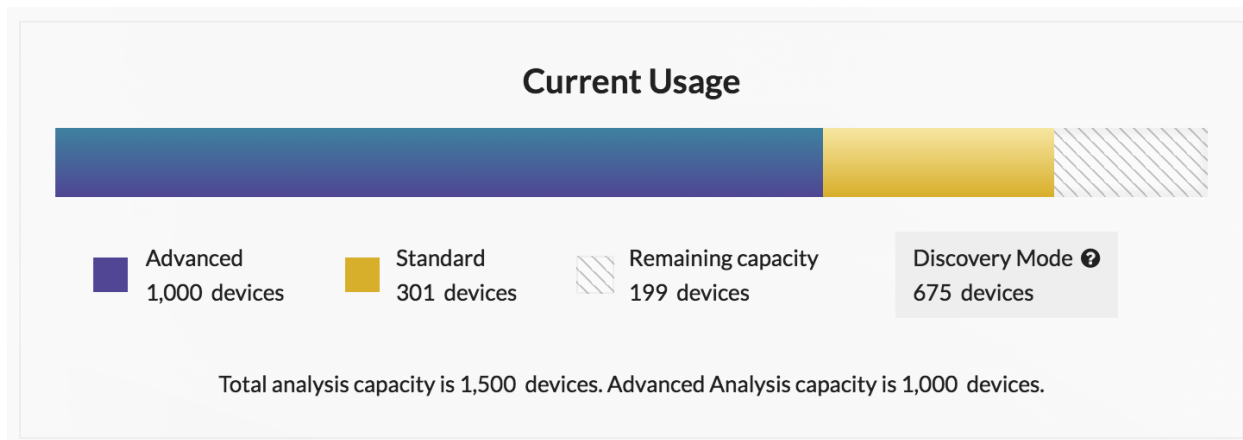 Current Usage
Advanced
1,000 devices
Standard
301 devices
Remaining capacity
199 devices
Discovery Mode ?
675 devices
Total analysis capacity is 1,500 devices. Advanced Analysis capacity is 1,000 devices.